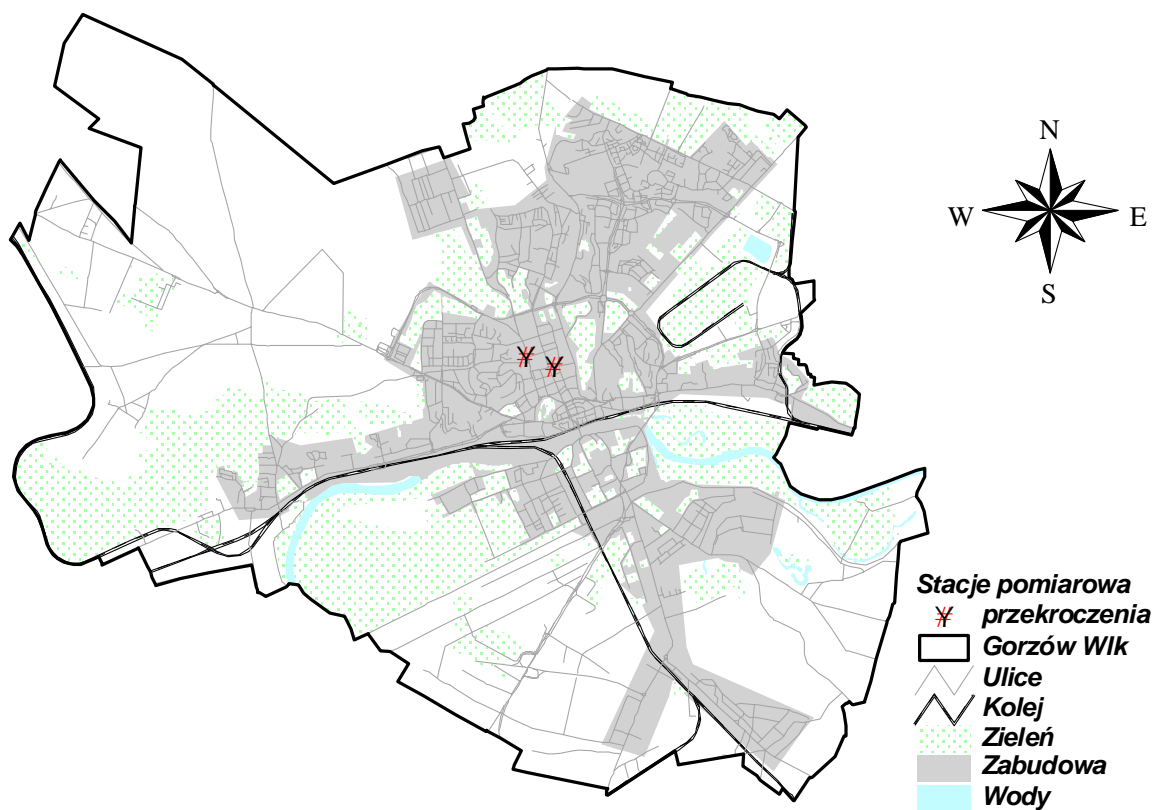 N
W
E
S
Stacje pomiarowa
przekroczenia
Gorzów Wlk
Ulice
Kolej
Zieleń
Zabudowa
Wody